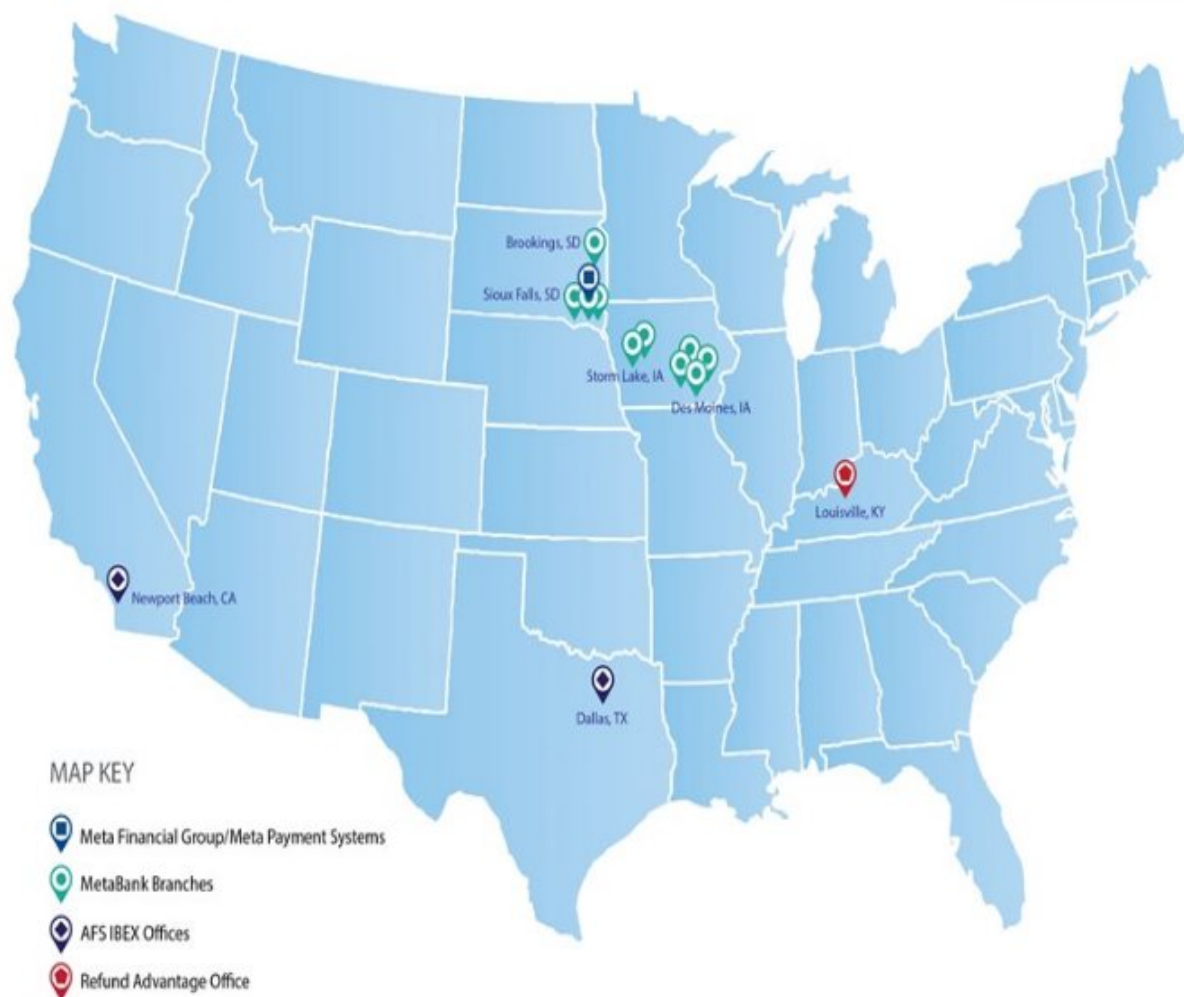 Brookings, SD
Sioux Falls, SD
Storm Lake, IA
Des Moines, IA
Louisville, KY
Newport Beach, CA
Dallas, TX
MAP KEY
Meta Financial Group/Meta Payment Systems
MetaBank Branches
AFS IBEX Offices
Refund Advantage Office